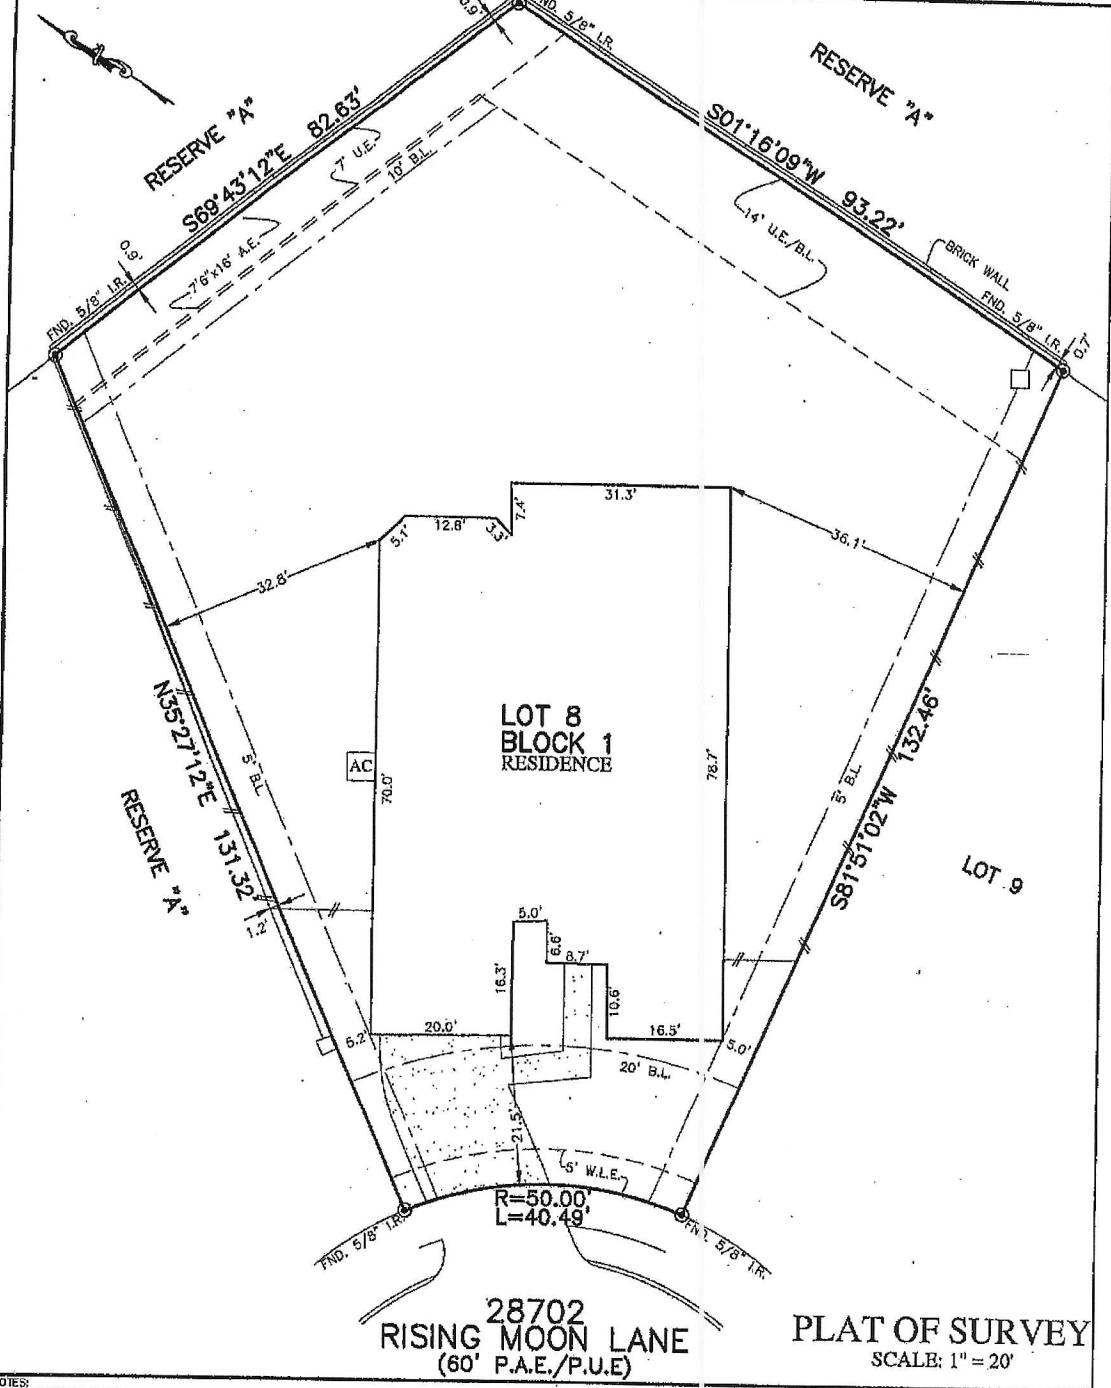 0.9'
FND. 5/8" I.R.
RESERVE "A"
RESERVE "A"
S69°43'12"E 82.63'
S01°16'09"W 93.22'
7' U.E.
10' B.L.
7'6"x16' A.E.
14' U.E./B.L.
BRICK WALL
0.9'
FND. 5/8" I.R.
FND. 5/8" I.R.
0.7'
31.3'
7.4'
12.8'
3.3'
5.1'
36.1'
32.8'
N35°27'12"E 131.32'
S81°51'02"W 132.46'
LOT 8
BLOCK 1
RESIDENCE
AC
70.0'
78.7'
5' B.L.
5' B.L.
RESERVE "A"
LOT 9
1.2'
5.0'
6.6'
8.7'
16.3'
10.6'
20.0'
16.5'
5.0'
20' B.L.
21.5'
5' W.L.E.
R=50.00'
L=40.49'
FND. 5/8" I.R.
FND. 5/8" I.R.
28702
RISING MOON LANE
(60' P.A.E./P.U.E)
PLAT OF SURVEY
SCALE: 1" = 20'